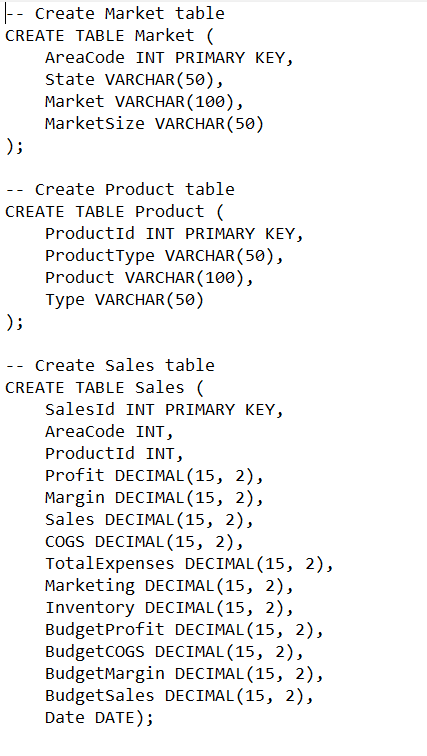 -- Create Market table
CREATE TABLE Market (
    AreaCode INT PRIMARY KEY,
    State VARCHAR(50),
    Market VARCHAR(100),
    MarketSize VARCHAR(50)
);

-- Create Product table
CREATE TABLE Product (
    ProductId INT PRIMARY KEY,
    ProductType VARCHAR(50),
    Product VARCHAR(100),
    Type VARCHAR(50)
);

-- Create Sales table
CREATE TABLE Sales (
    SalesId INT PRIMARY KEY,
    AreaCode INT,
    ProductId INT,
    Profit DECIMAL(15, 2),
    Margin DECIMAL(15, 2),
    Sales DECIMAL(15, 2),
    COGS DECIMAL(15, 2),
    TotalExpenses DECIMAL(15, 2),
    Marketing DECIMAL(15, 2),
    Inventory DECIMAL(15, 2),
    BudgetProfit DECIMAL(15, 2),
    BudgetCOGS DECIMAL(15, 2),
    BudgetMargin DECIMAL(15, 2),
    BudgetSales DECIMAL(15, 2),
    Date DATE);